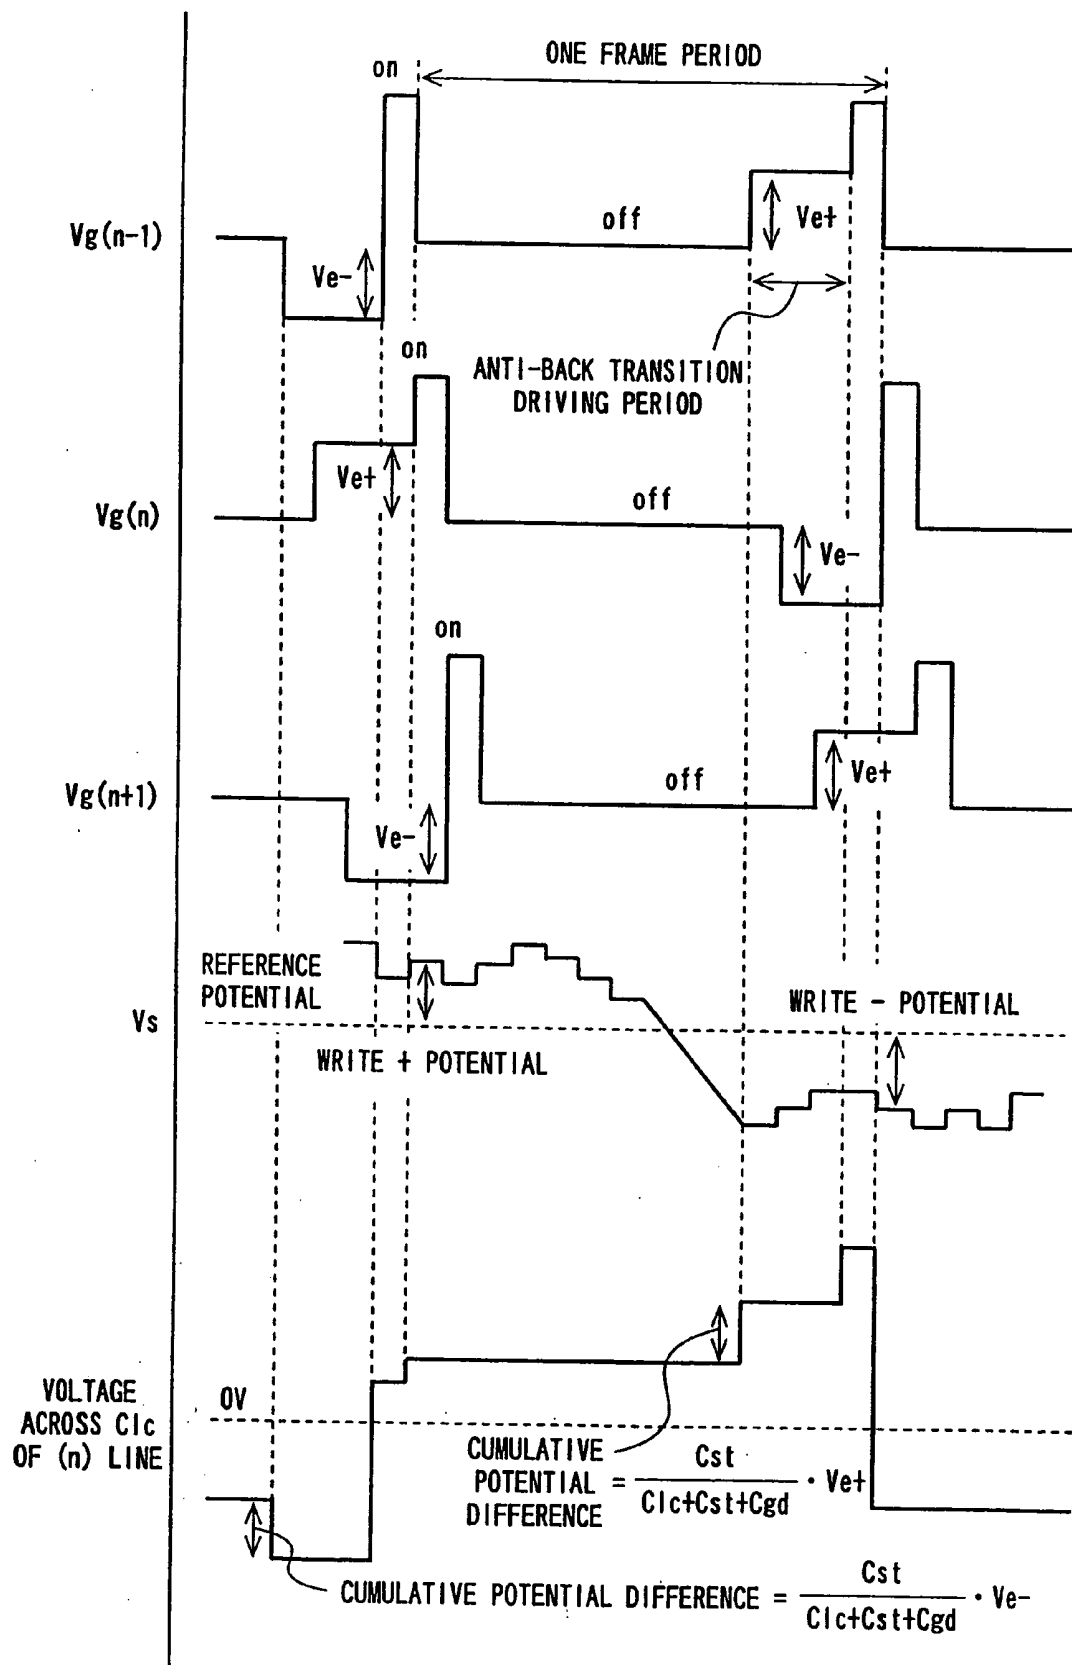 ONE FRAME PERIOD
on
Vg(n-1)
off
Ve+
Ve-
on
ANTI-BACK TRANSITION
DRIVING PERIOD
Ve+
Vg(n)
off
Ve-
on
Vg(n+1)
off
Ve+
Ve-
REFERENCE
POTENTIAL
WRITE - POTENTIAL
Vs
WRITE + POTENTIAL
VOLTAGE
ACROSS Clc
OF (n) LINE
0V
CUMULATIVE
POTENTIAL
DIFFERENCE
= Cst / Clc+Cst+Cgd · Ve+
CUMULATIVE POTENTIAL DIFFERENCE = Cst / Clc+Cst+Cgd · Ve-